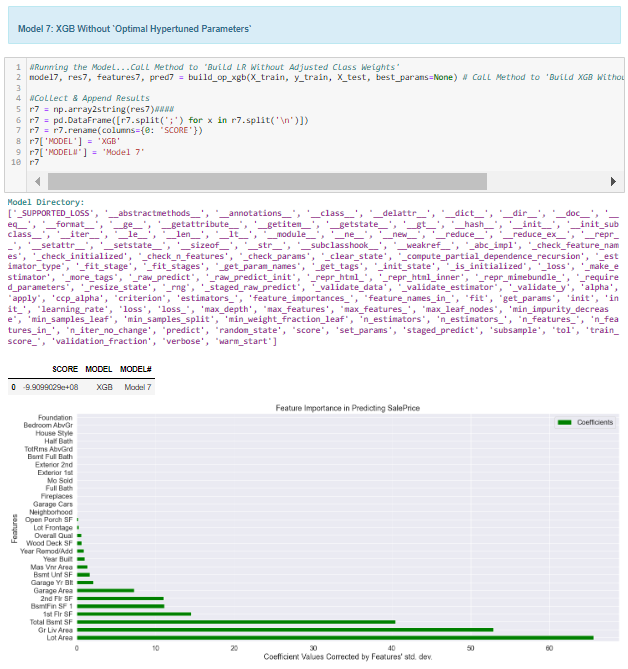 Model 7: XGB Without 'Optimal Hypertuned Parameters'
1 #Running the Model...Call Method to 'Build LR Without Adjusted Class Weights'
2 model7, res7, features7, pred7 = build_op_xgb(X_train, y_train, X_test, best_params=None) # Call Method to 'Build XGB Withou
3
4 #Collect & Append Results
5 r7 = np.array2string(res7)####
6 r7 = pd.DataFrame([r7.split(';') for x in r7.split('\n')])
7 r7 = r7.rename(columns={0: 'SCORE'})
8 r7['MODEL'] = 'XGB'
9 r7['MODEL#'] = 'Model 7'
10 r7
Model Directory:
['_SUPPORTED_LOSS', '__abstractmethods__', '__annotations__', '__class__', '__delattr__', '__dict__', '__dir__', '__doc__', '__
eq__', '__format__', '__ge__', '__getattribute__', '__getitem__', '__getstate__', '__gt__', '__hash__', '__init__', '__init_sub
class__', '__iter__', '__le__', '__len__', '__lt__', '__module__', '__ne__', '__new__', '__reduce__', '__reduce_ex__', '__repr_
_', '__setattr__', '__setstate__', '__sizeof__', '__str__', '__subclasshook__', '__weakref__', '_abc_impl', '_check_feature_nam
es', '_check_initialized', '_check_n_features', '_check_params', '_clear_state', '_compute_partial_dependence_recursion', '_est
imator_type', '_fit_stage', '_fit_stages', '_get_param_names', '_get_tags', '_init_state', '_is_initialized', '_loss', '_make_e
stimator', '_more_tags', '_raw_predict', '_raw_predict_init', '_repr_html_', '_repr_html_inner', '_repr_mimebundle_', '_require
d_parameters', '_resize_state', '_rng', '_staged_raw_predict', '_validate_data', '_validate_estimator', '_validate_y', 'alpha',
'apply', 'ccp_alpha', 'criterion', 'estimators_', 'feature_importances_', 'feature_names_in_', 'fit', 'get_params', 'init', 'in
it_', 'learning_rate', 'loss', 'loss_', 'max_depth', 'max_features', 'max_features_', 'max_leaf_nodes', 'min_impurity_decreas
e', 'min_samples_leaf', 'min_samples_split', 'min_weight_fraction_leaf', 'n_estimators', 'n_estimators_', 'n_features_', 'n_fea
tures_in_', 'n_iter_no_change', 'predict', 'random_state', 'score', 'set_params', 'staged_predict', 'subsample', 'tol', 'train_
score_', 'validation_fraction', 'verbose', 'warm_start']
SCORE MODEL MODEL#
0 -9.9099029e+08 XGB Model 7
Feature Importance in Predicting SalePrice
Coefficients
Features
Foundation
Bedroom AbvGr
House Style
Half Bath
TotRms AbvGrd
Bsmt Full Bath
Exterior 2nd
Exterior 1st
Mo Sold
Full Bath
Fireplaces
Garage Cars
Neighborhood
Open Porch SF
Lot Frontage
Overall Qual
Wood Deck SF
Year Remod/Add
Year Built
Mas Vnr Area
Bsmt Unf SF
Garage Yr Blt
Garage Area
2nd Flr SF
BsmtFin SF 1
1st Flr SF
Total Bsmt SF
Gr Liv Area
Lot Area
0 10 20 30 40 50 60
Coefficient Values Corrected by Features' std. dev.